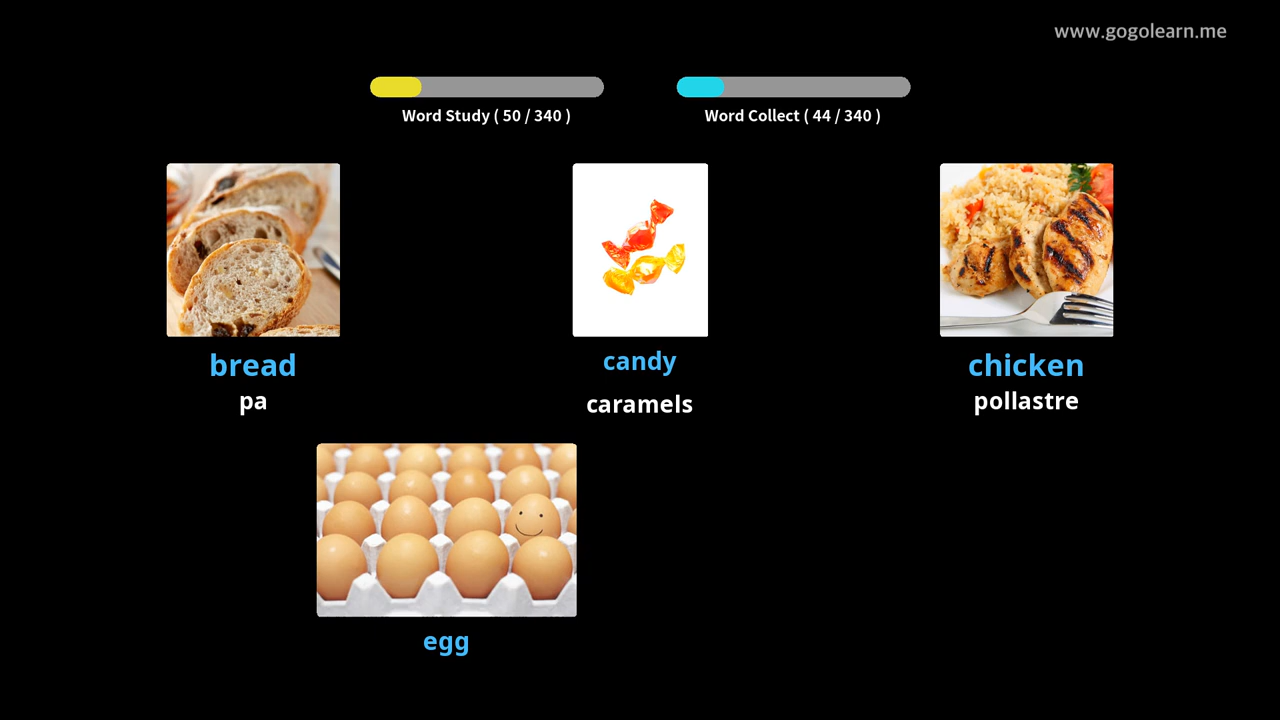 www.gogolearn.me
Word Study ( 50 / 340 )
Word Collect ( 44 / 340 )
bread
pa
candy
caramels
chicken
pollastre
egg